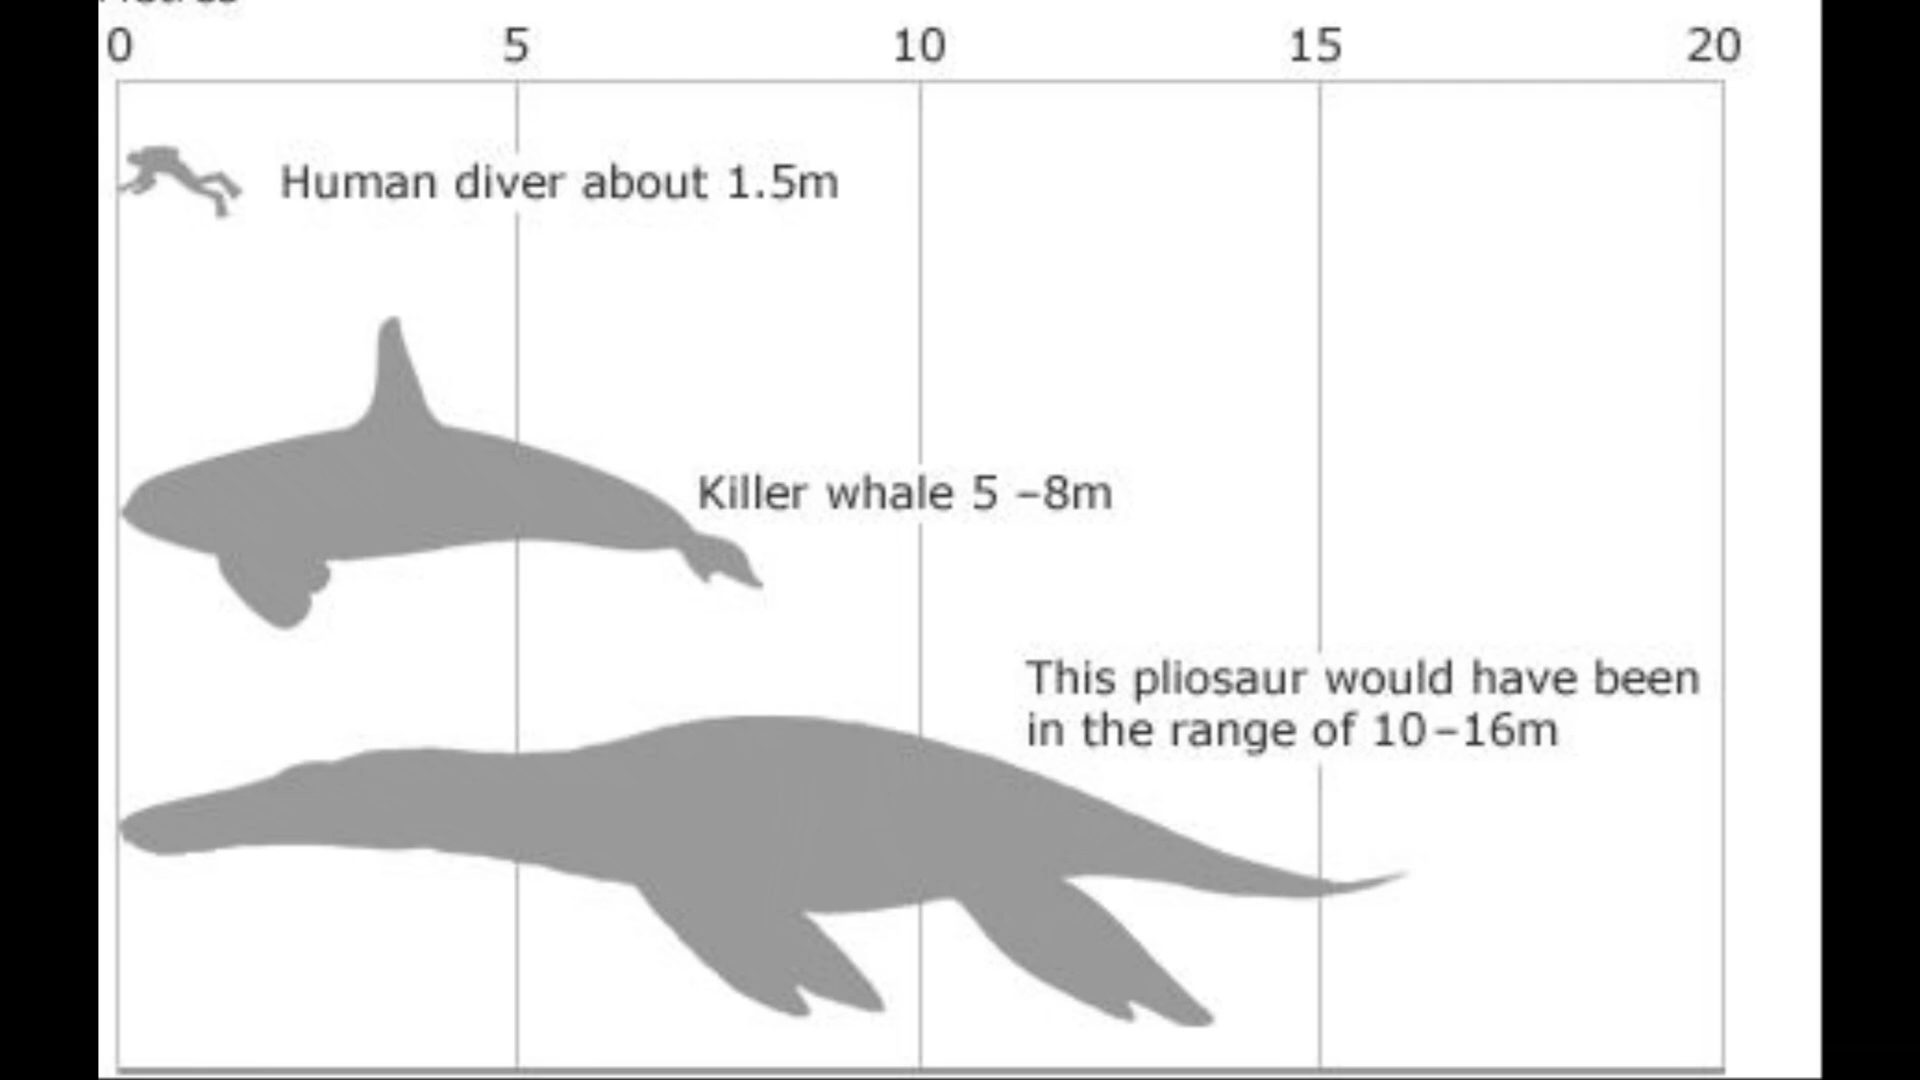 0 5 10 15 20
Human diver about 1.5m
Killer whale 5 –8m
This pliosaur would have been
in the range of 10–16m